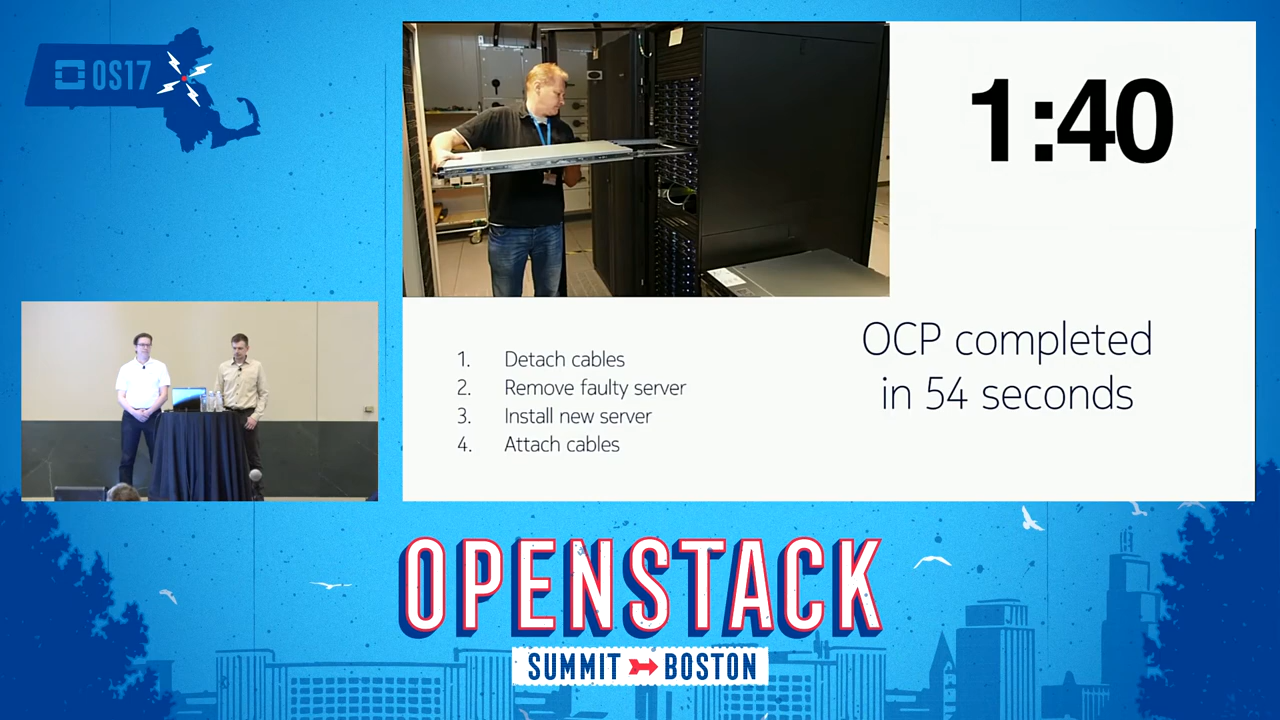 OS17
1:40
OCP completed
in 54 seconds
1. Detach cables
2. Remove faulty server
3. Install new server
4. Attach cables
OPENSTACK
SUMMIT BOSTON